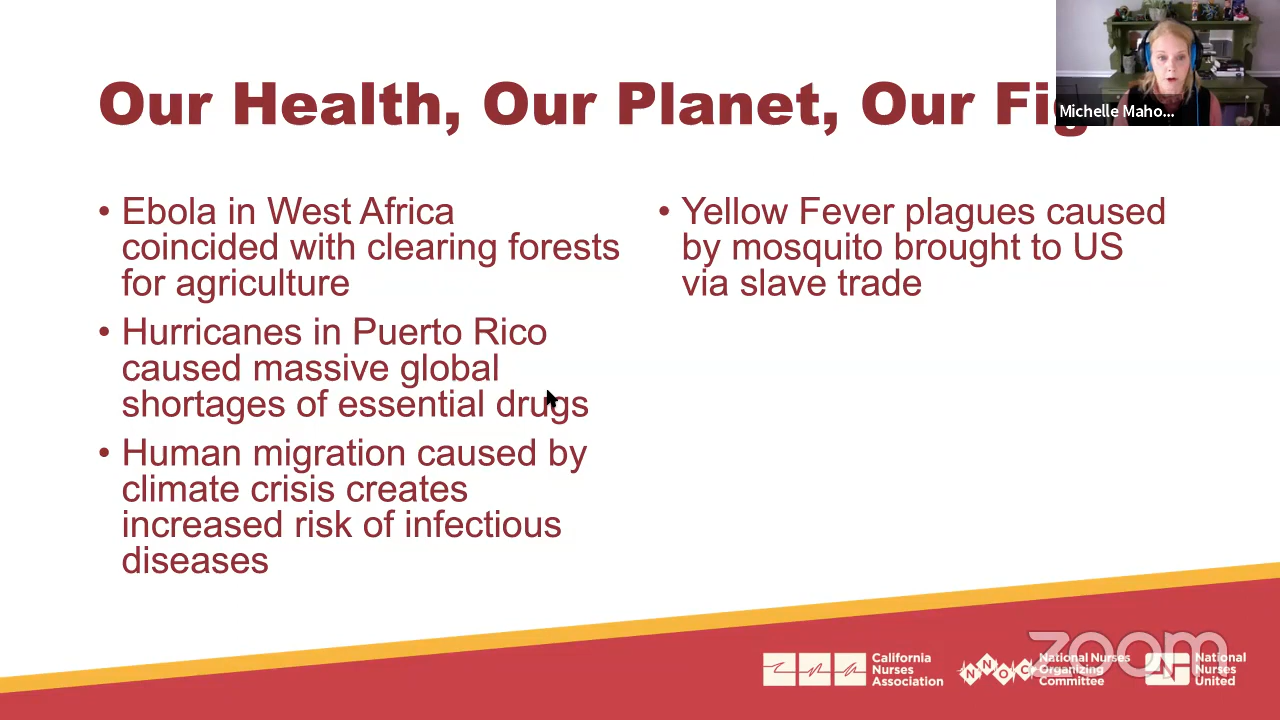 Our Health, Our Planet, Our Fig
Michelle Maho...
• Ebola in West Africa
coincided with clearing forests
for agriculture
• Hurricanes in Puerto Rico
caused massive global
shortages of essential drugs
• Human migration caused by
climate crisis creates
increased risk of infectious
diseases
• Yellow Fever plagues caused
by mosquito brought to US
via slave trade
zoom
California
Nurses
Association
NNOC
National Nurses
Organizing
Committee
National
Nurses
United